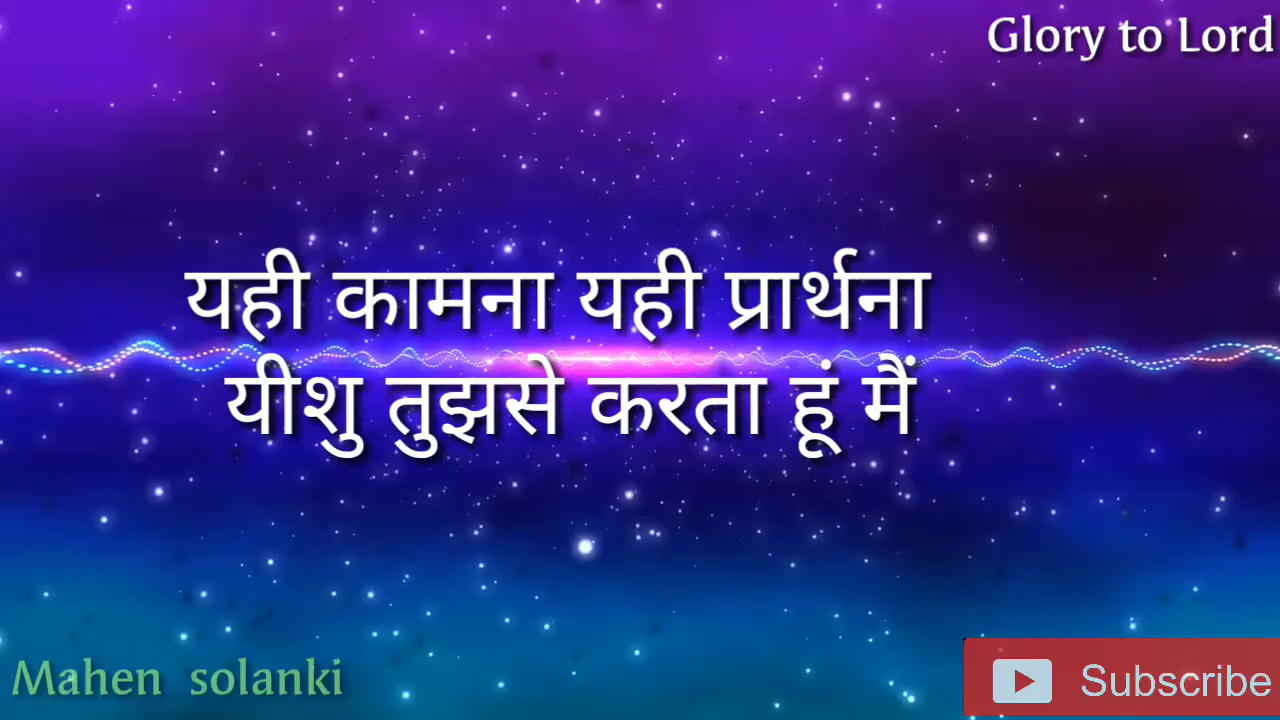 Glory to Lord
यही कामना यही प्रार्थना
यीशु तुझसे करता हूं मैं
Mahen solanki
Subscribe